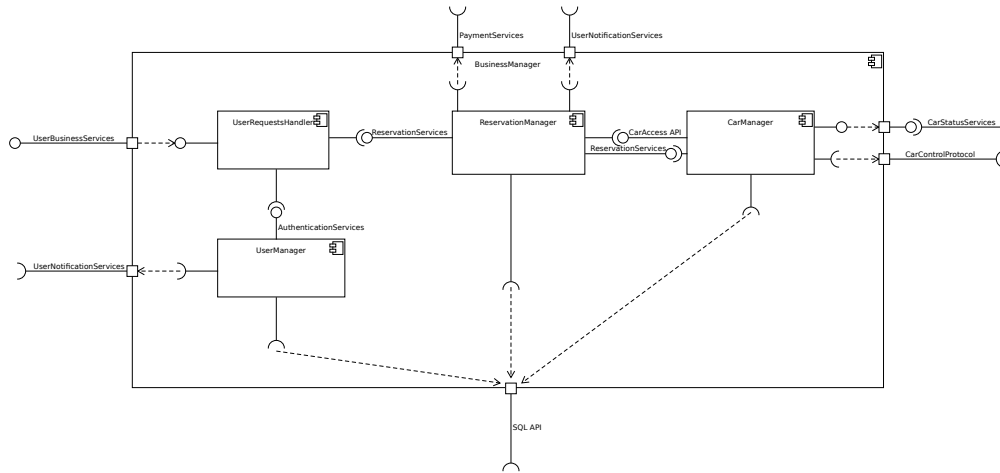 PaymentServices
UserNotificationServices
BusinessManager
UserRequestsHandler
ReservationManager
CarManager
UserBusinessServices
ReservationServices
CarAccess API
ReservationServices
CarStatusServices
CarControlProtocol
AuthenticationServices
UserManager
UserNotificationServices
SQL API